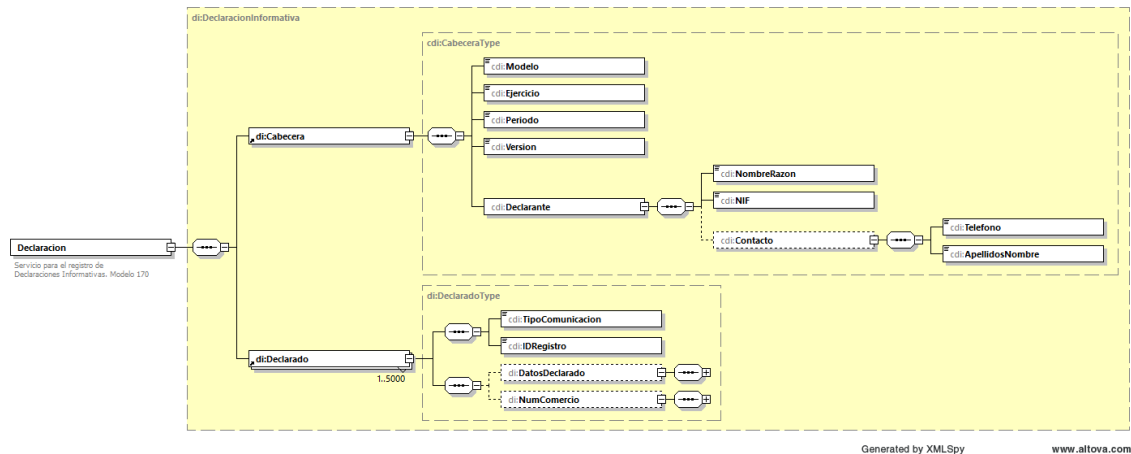 di:DeclaracionInformativa
cdi:CabeceraType
cdi:Modelo
cdi:Ejercicio
cdi:Periodo
cdi:Version
di:Cabecera
cdi:Declarante
cdi:NombreRazon
cdi:NIF
cdi:Contacto
cdi:Telefono
cdi:ApellidosNombre
Declaracion
Servicio para el registro de
Declaraciones Informativas. Modelo 170
di:DeclaradoType
cdi:TipoComunicacion
cdi:IDRegistro
di:Declarado
1..5000
di:DatosDeclarado
di:NumComercio
Generated by XMLSpy
www.altova.com